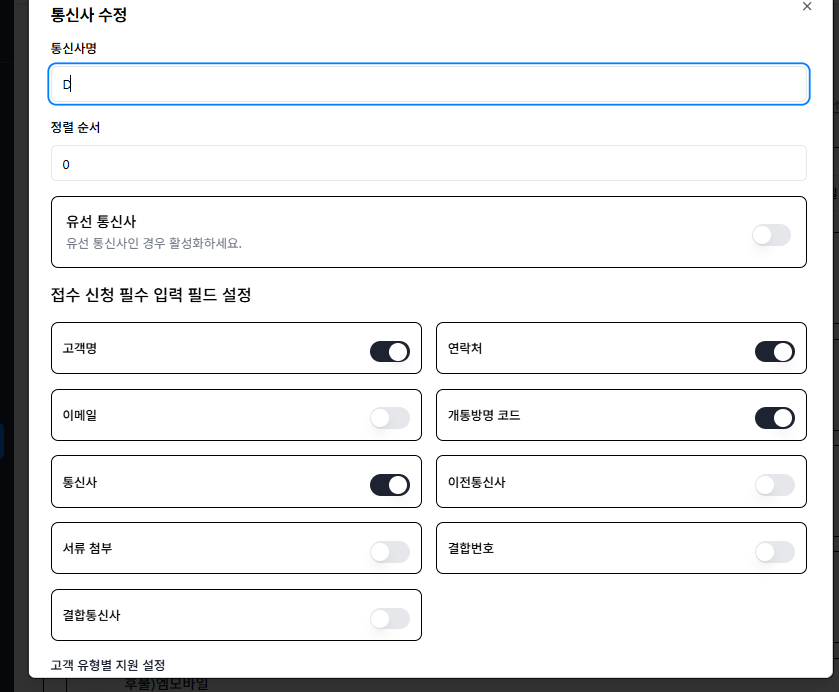 통신사 수정
통신사명
D
정렬 순서
0
유선 통신사
유선 통신사인 경우 활성화하세요.
접수 신청 필수 입력 필드 설정
고객명
연락처
이메일
개통방명 코드
통신사
이전통신사
서류 첨부
결합번호
결합통신사
고객 유형별 지원 설정
후불)엠모바일